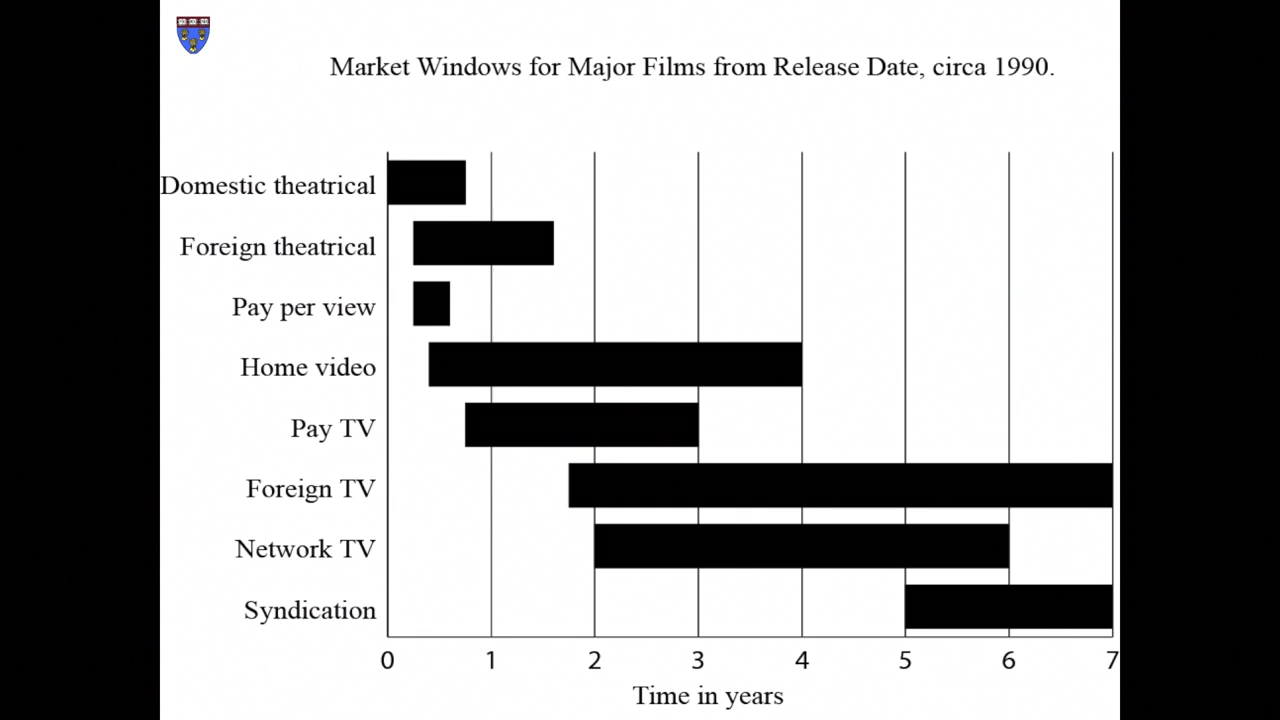 Market Windows for Major Films from Release Date, circa 1990.
Domestic theatrical
Foreign theatrical
Pay per view
Home video
Pay TV
Foreign TV
Network TV
Syndication
0 1 2 3 4 5 6 7
Time in years